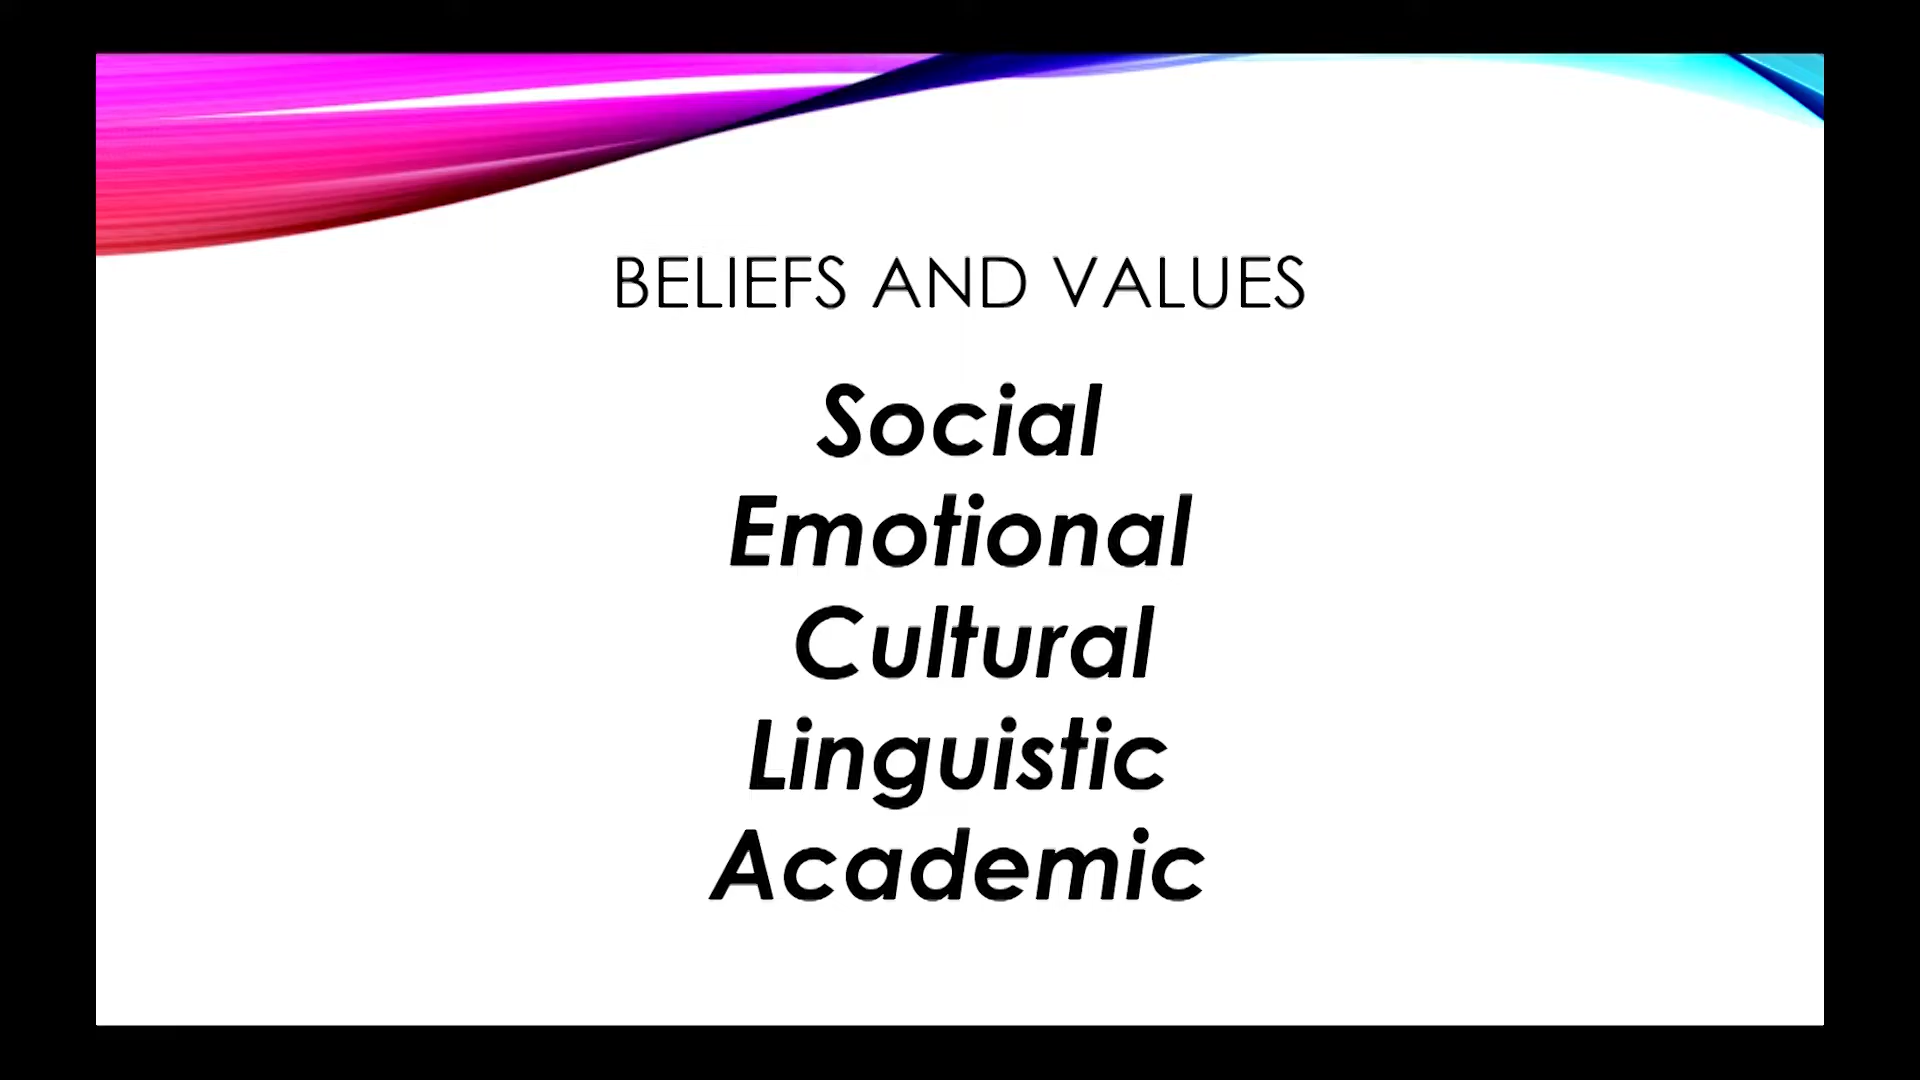 BELIEFS AND VALUES
Social
Emotional
Cultural
Linguistic
Academic